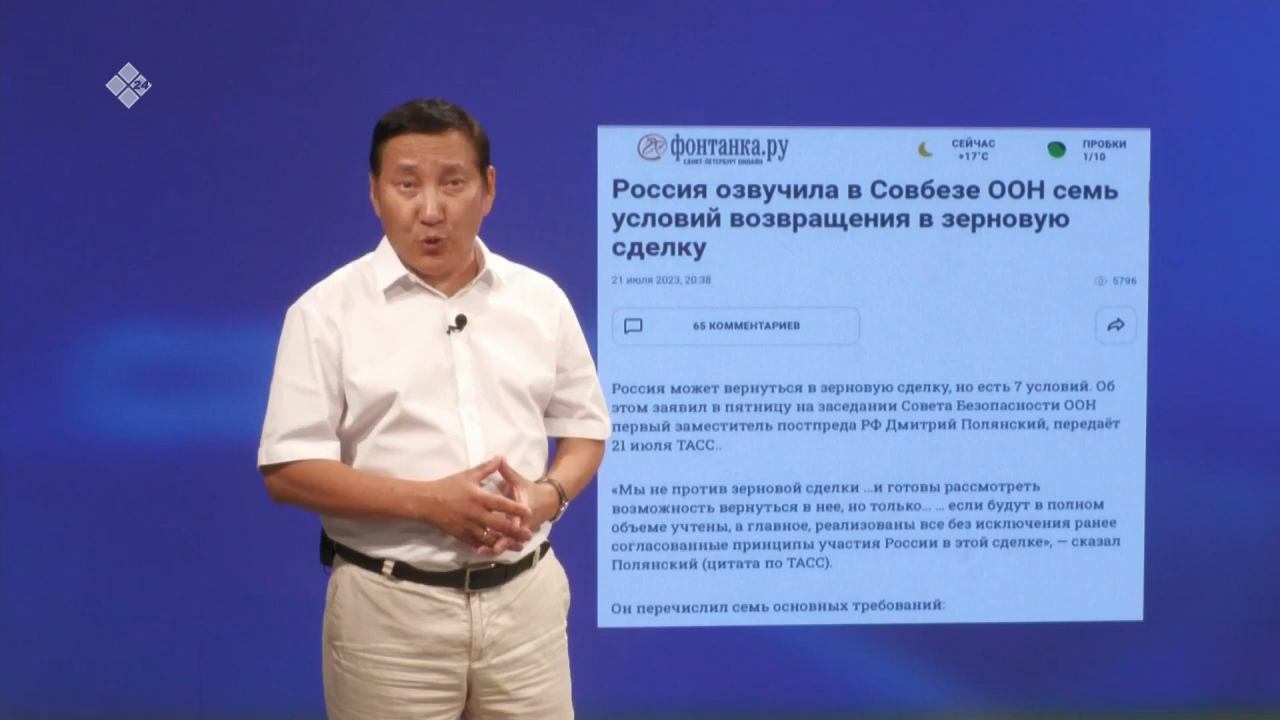 24
фонтанка.ру
САНКТ-ПЕТЕРБУРГ ОНЛАЙН
СЕЙЧАС
+17°C
ПРОБКИ
1/10
Россия озвучила в Совбезе ООН семь
условий возвращения в зерновую
сделку
21 июля 2023, 20:38
5796
65 КОММЕНТАРИЕВ
Россия может вернуться в зерновую сделку, но есть 7 условий. Об
этом заявил в пятницу на заседании Совета Безопасности ООН
первый заместитель постпреда РФ Дмитрий Полянский, передаёт
21 июля ТАСС..
«Мы не против зерновой сделки ...и готовы рассмотреть
возможность вернуться в нее, но только... ... если будут в полном
объеме учтены, а главное, реализованы все без исключения ранее
согласованные принципы участия России в этой сделке», — сказал
Полянский (цитата по ТАСС).
Он перечислил семь основных требований: